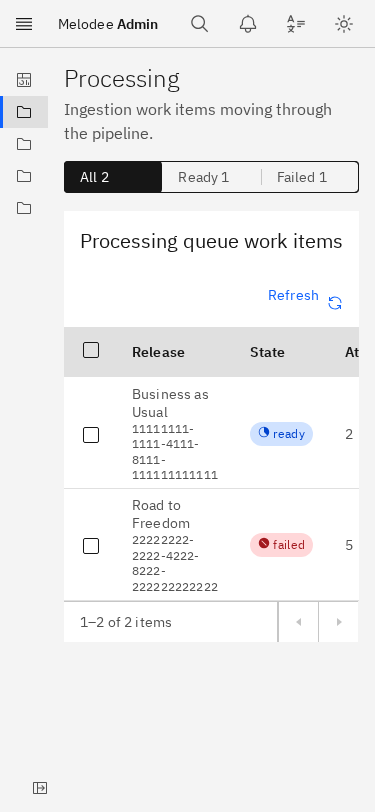 Melodee Admin
Processing
Ingestion work items moving through
the pipeline.
All 2
Ready 1
Failed 1
Processing queue work items
Refresh
Release
State
At
Business as
Usual
11111111-
1111-4111-
8111-
111111111111
ready
2
Road to
Freedom
22222222-
2222-4222-
8222-
222222222222
failed
5
1–2 of 2 items